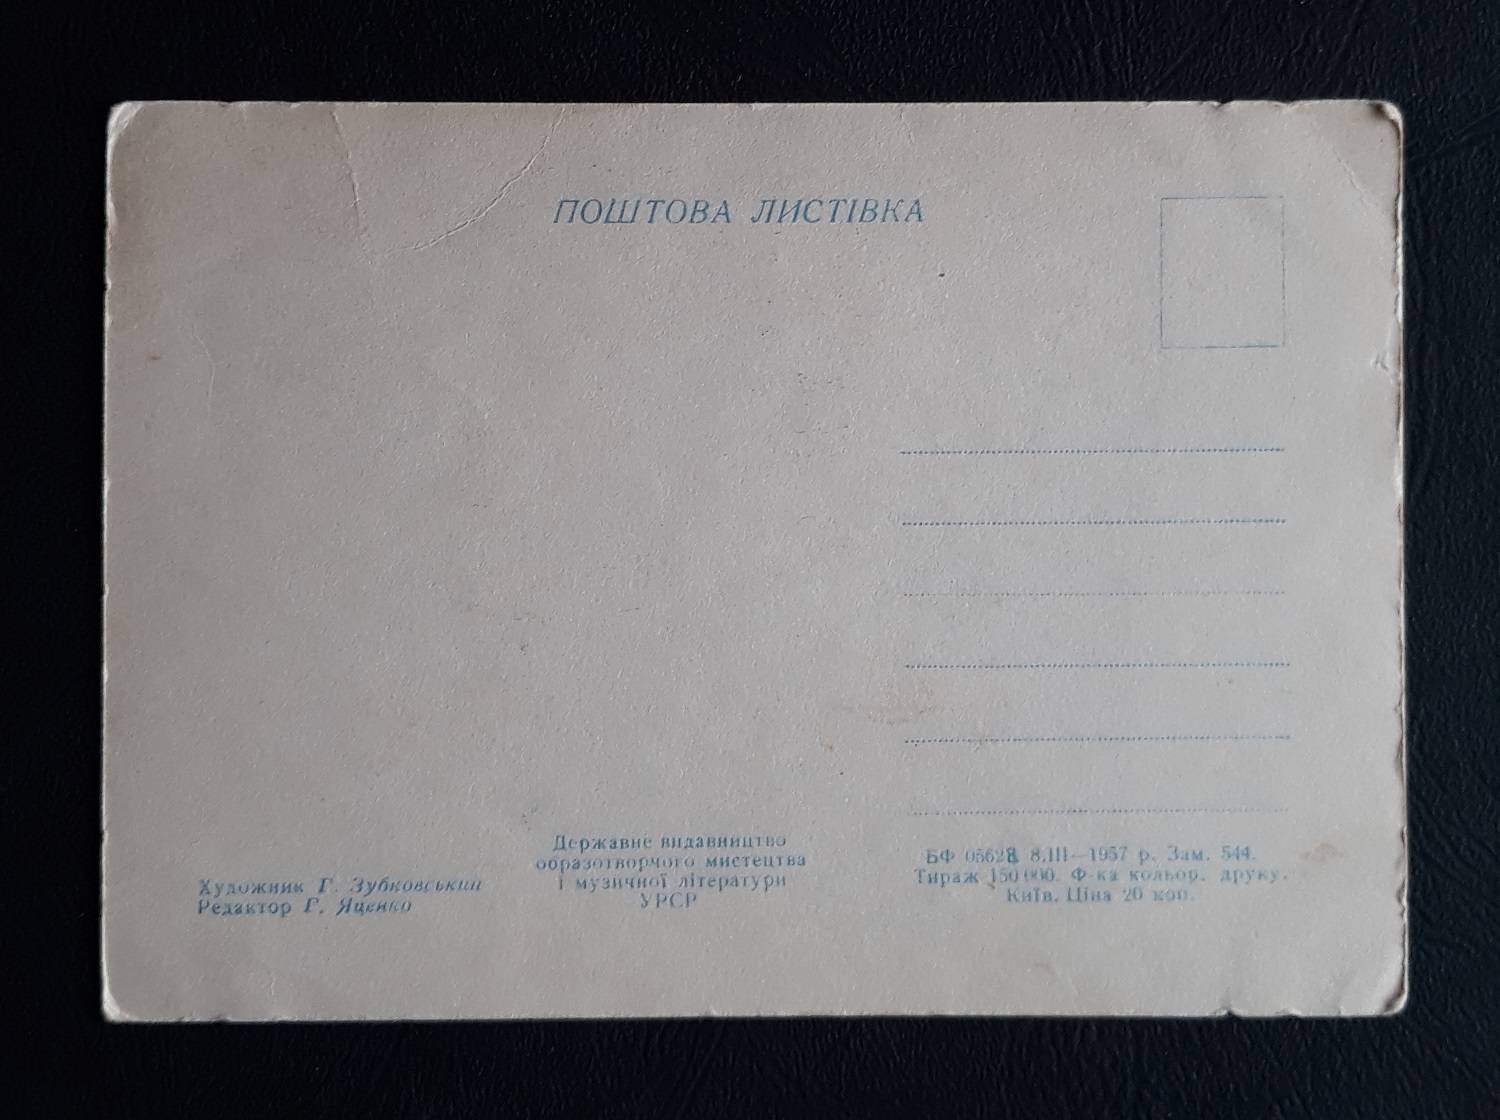 ПОШТОВА ЛИСТІВКА
Художник Г. Зубковський
Редактор Г. Яценко
Державне видавництво
образотворчого мистецтва
і музичної літератури
УРСР
БФ 05628 8.III—1957 р. Зам. 544.
Тираж 150 000. Ф-ка кольор. друку.
Київ. Ціна 20 коп.